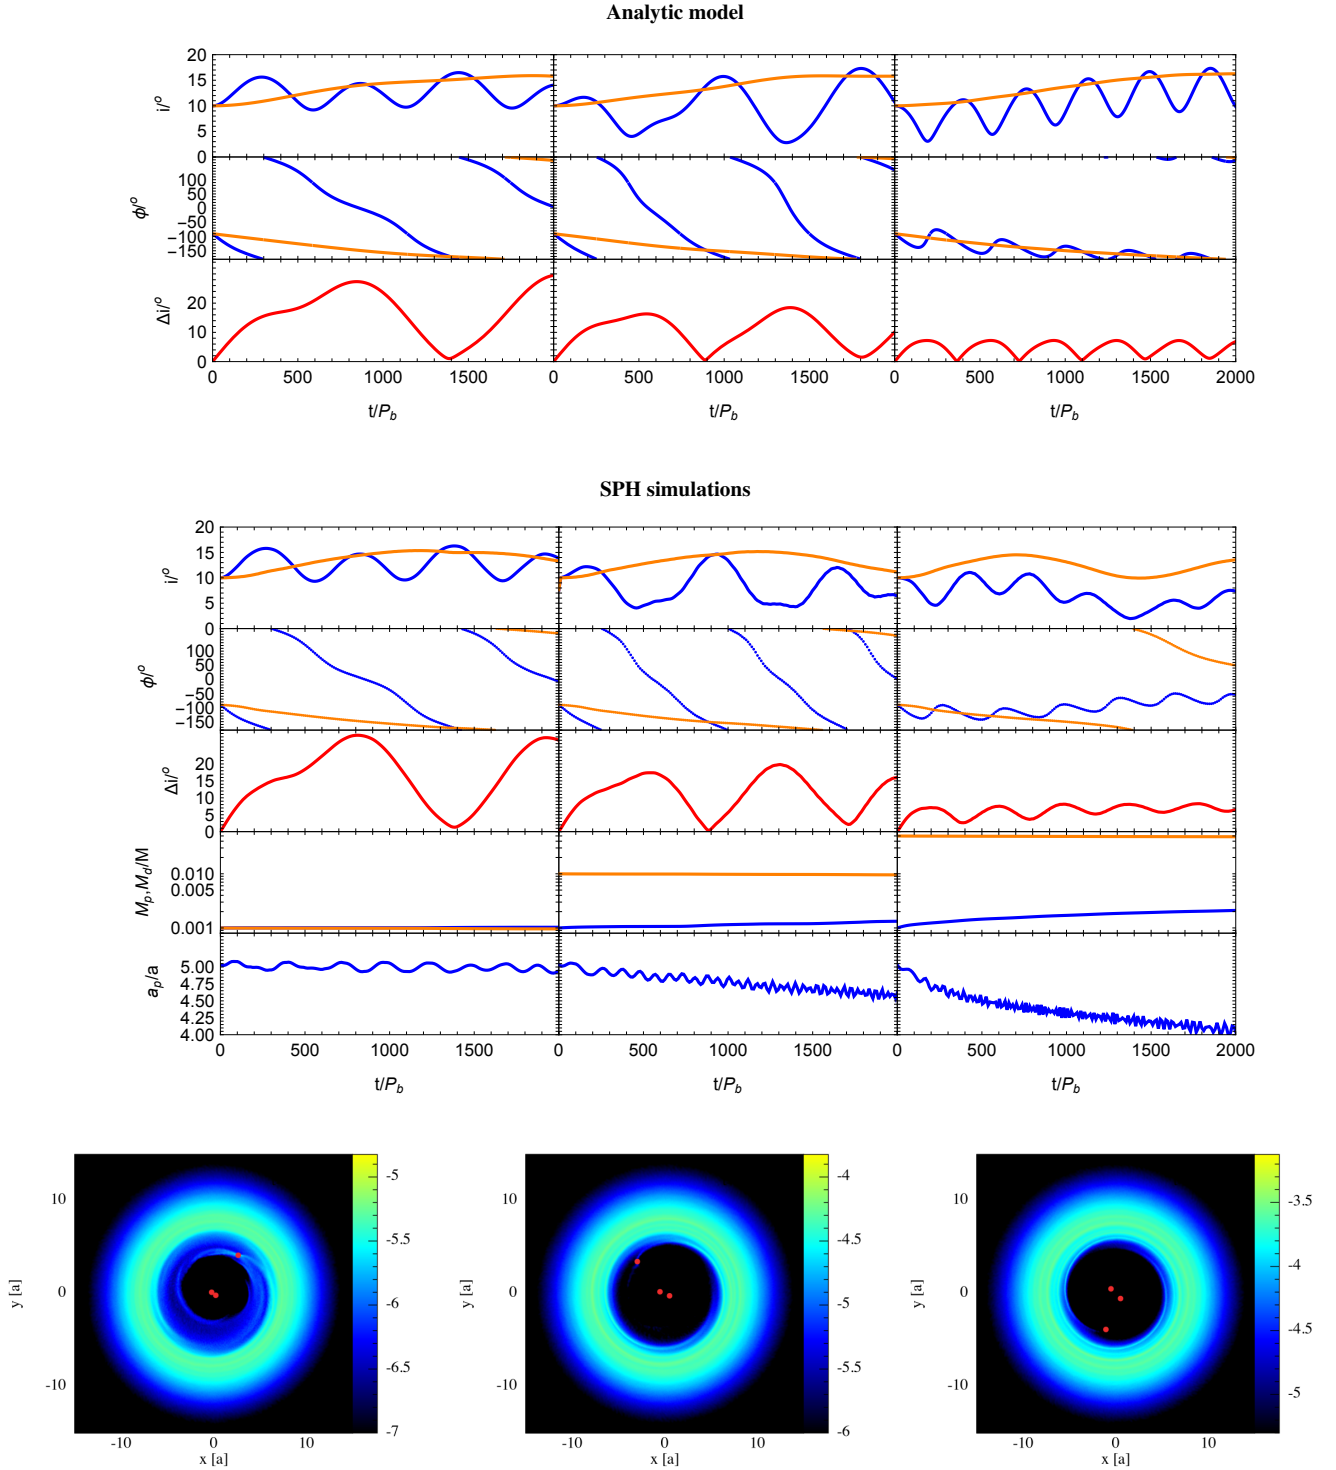 Analytic model
20
15
10
5
0
i/°
100
50
0
−50
−100
−150
ϕ/°
20
10
0
Δi/°
0 500 1000 1500 0 500 1000 1500 0 500 1000 1500 2000
t/P_b t/P_b t/P_b
SPH simulations
20
15
10
5
0
i/°
100
50
0
−50
−100
−150
ϕ/°
20
15
10
5
0
Δi/°
0.010
0.005
0.001
M_p, M_d/M
5.00
4.75
4.50
4.25
4.00
a_p/a
0 500 1000 1500 0 500 1000 1500 0 500 1000 1500 2000
t/P_b t/P_b t/P_b
10
0
-10
y [a]
-10 0 10
x [a]
-5
-5.5
-6
-6.5
-7
10
0
-10
y [a]
-10 0 10
x [a]
-4
-4.5
-5
-5.5
-6
10
0
-10
y [a]
-10 0 10
x [a]
-3.5
-4
-4.5
-5